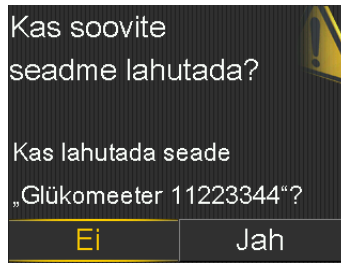 Kas soovite
seadme lahutada?
Kas lahutada seade
„Glükomeeter 11223344“?
Ei
Jah